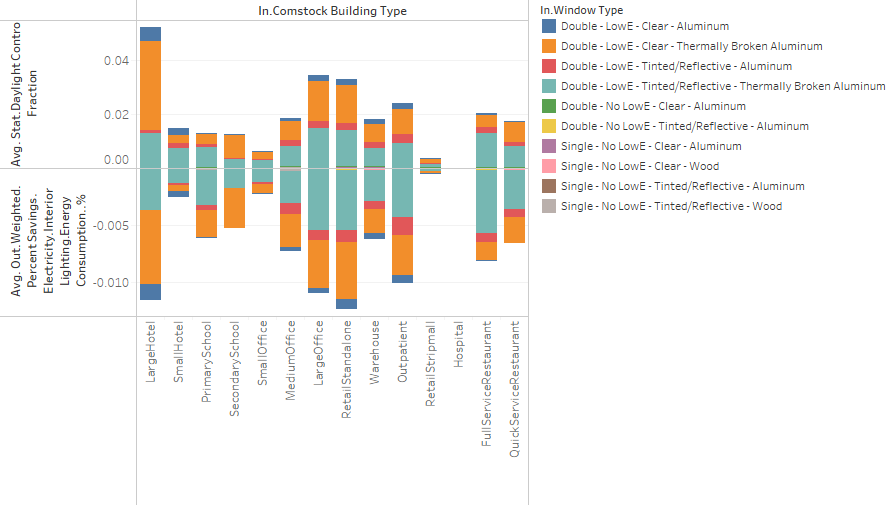 In.Comstock Building Type
Avg. Stat.Daylight Contro
Fraction
0.04
0.02
0.00
Avg. Out.Weighted.
Percent Savings.
Electricity.Interior
Lighting.Energy
Consumption..%
-0.005
-0.010
LargeHotel
SmallHotel
PrimarySchool
SecondarySchool
SmallOffice
MediumOffice
LargeOffice
RetailStandalone
Warehouse
Outpatient
RetailStripmall
Hospital
FullServiceRestaurant
QuickServiceRestaurant
In.Window Type
Double - LowE - Clear - Aluminum
Double - LowE - Clear - Thermally Broken Aluminum
Double - LowE - Tinted/Reflective - Aluminum
Double - LowE - Tinted/Reflective - Thermally Broken Aluminum
Double - No LowE - Clear - Aluminum
Double - No LowE - Tinted/Reflective - Aluminum
Single - No LowE - Clear - Aluminum
Single - No LowE - Clear - Wood
Single - No LowE - Tinted/Reflective - Aluminum
Single - No LowE - Tinted/Reflective - Wood